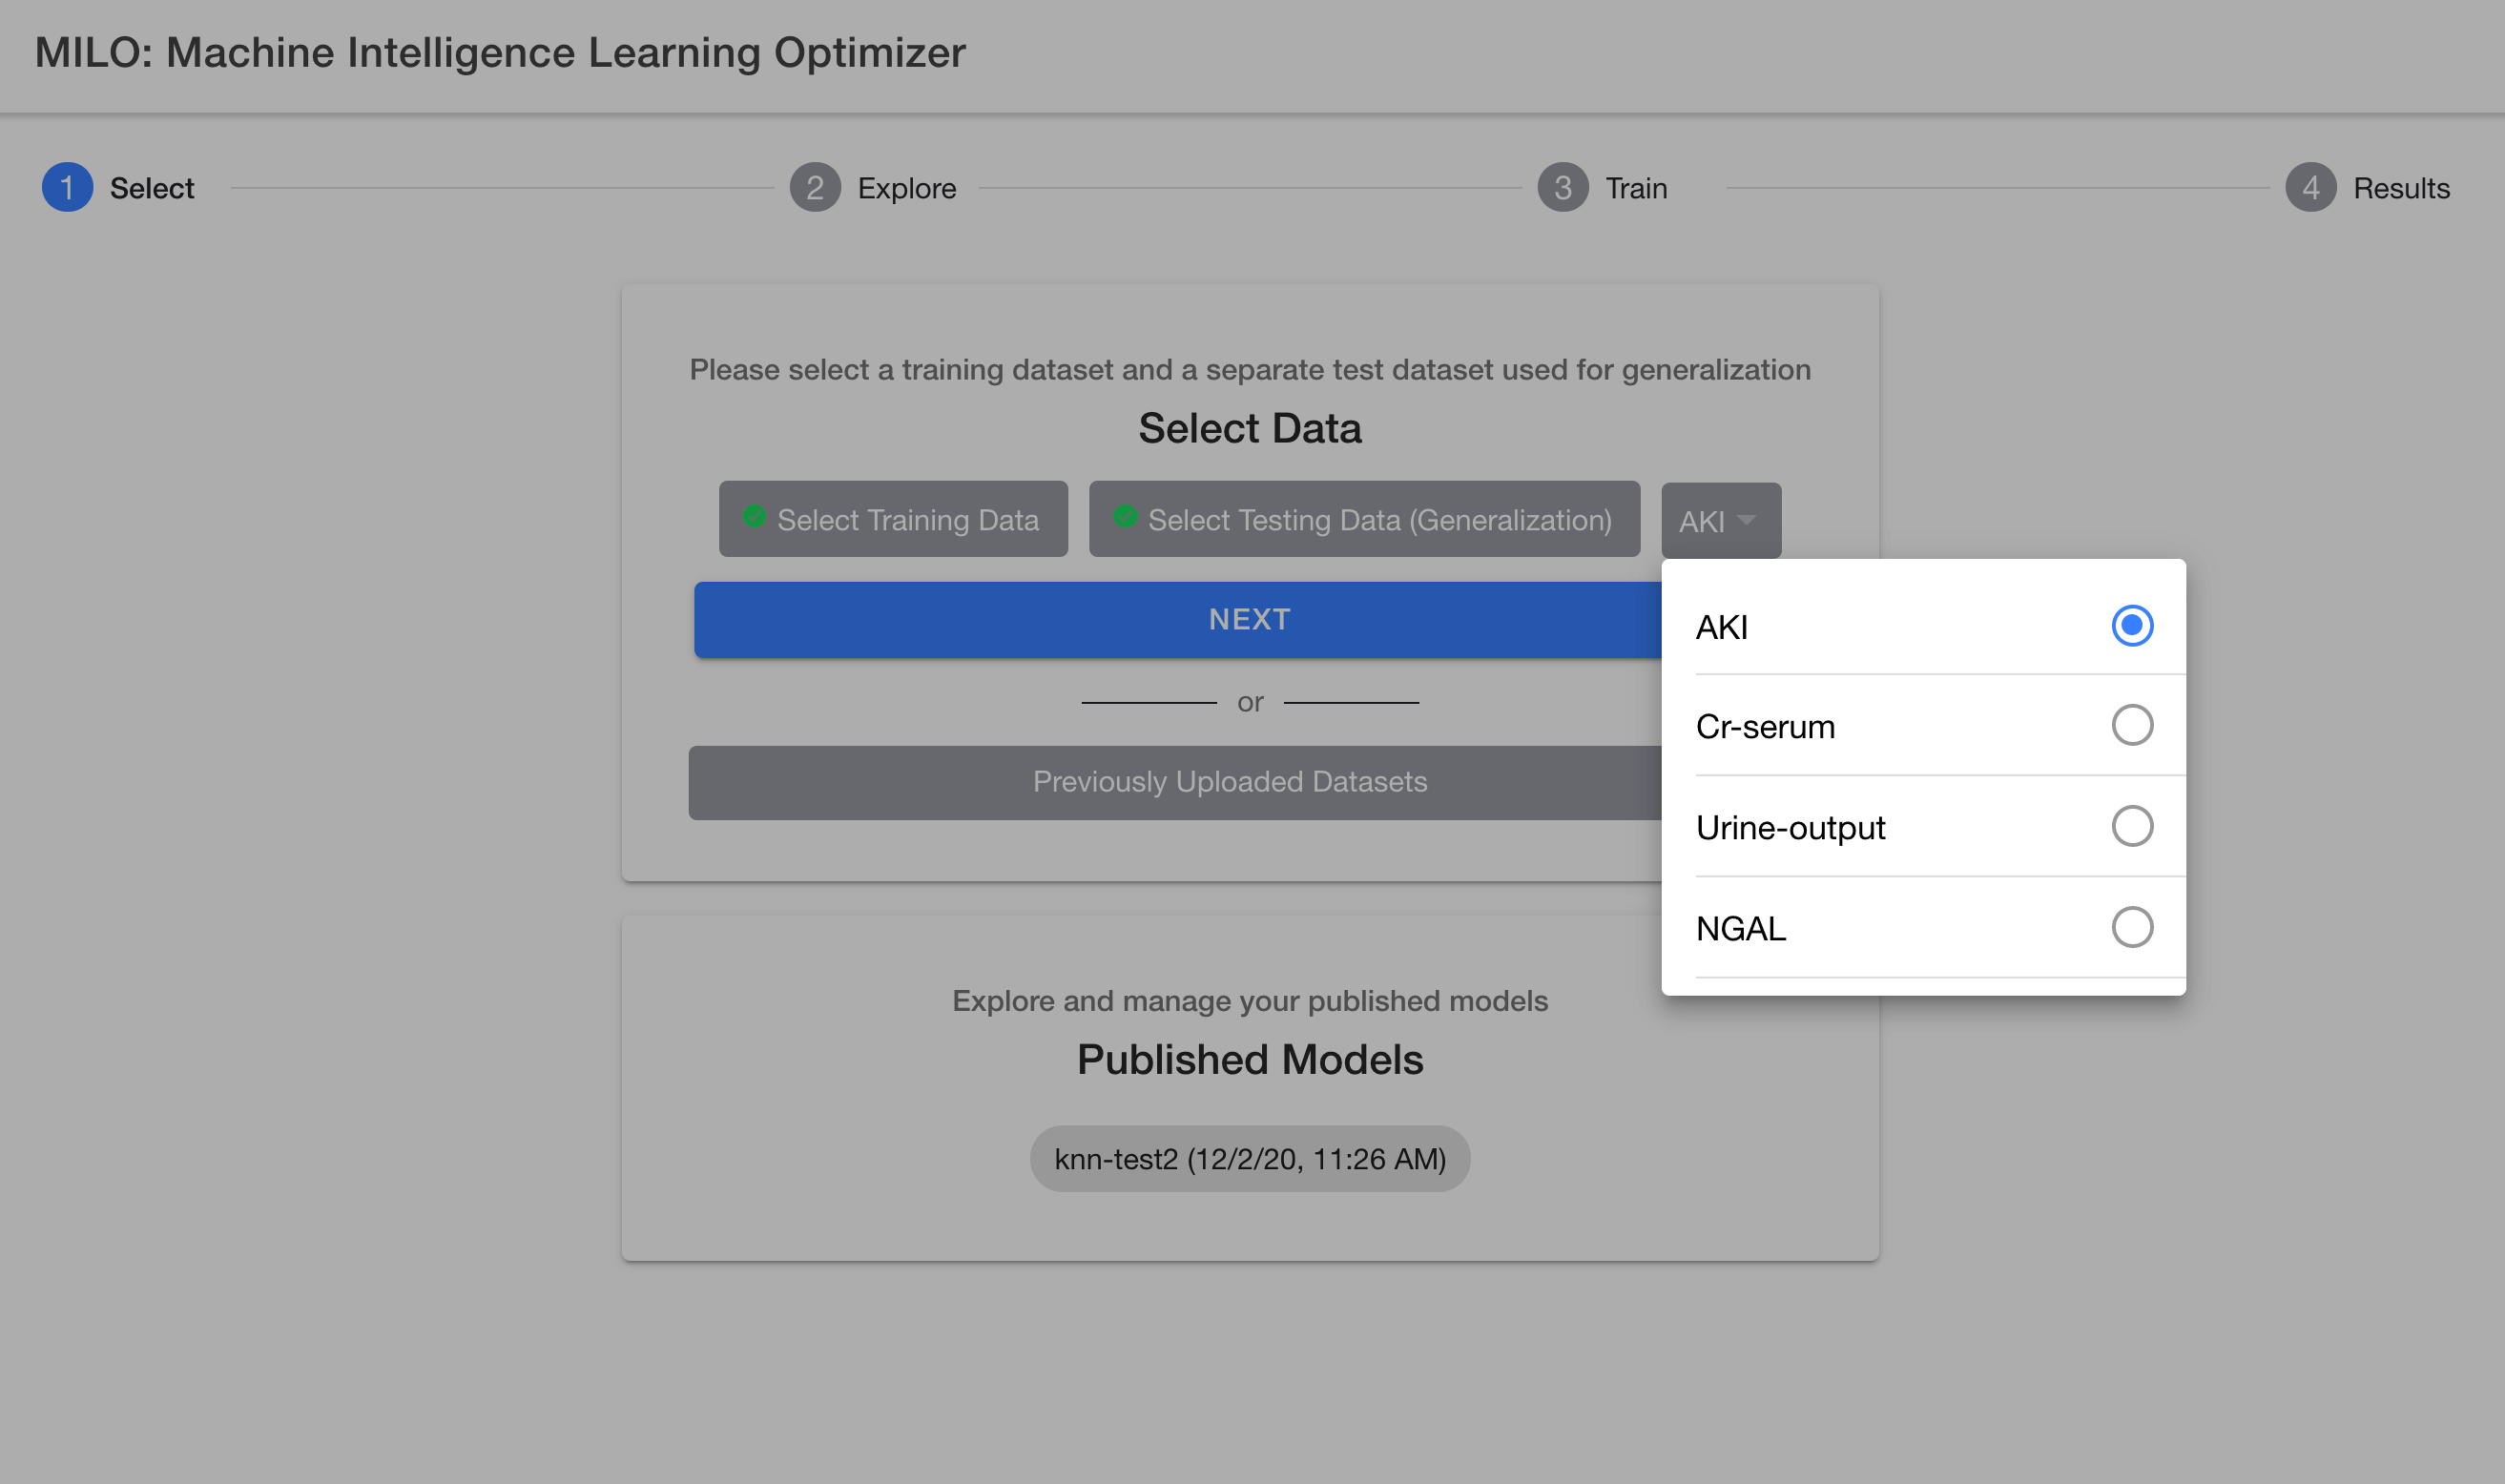 MILO: Machine Intelligence Learning Optimizer
1 Select 2 Explore 3 Train 4 Results
Please select a training dataset and a separate test dataset used for generalization
Select Data
Select Training Data Select Testing Data (Generalization) AKI
NEXT
or
Previously Uploaded Datasets
AKI
Cr-serum
Urine-output
NGAL
Explore and manage your published models
Published Models
knn-test2 (12/2/20, 11:26 AM)